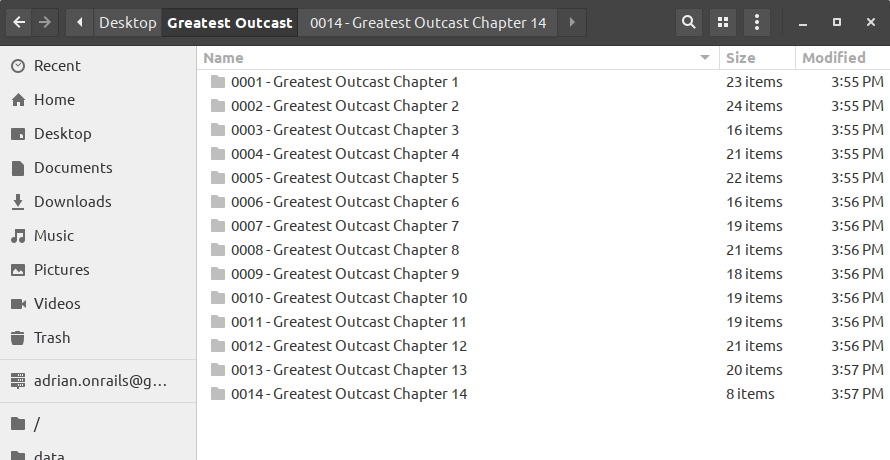 Desktop Greatest Outcast 0014 - Greatest Outcast Chapter 14
Name Size Modified
Recent
Home
Desktop
Documents
Downloads
Music
Pictures
Videos
Trash
adrian.onrails@g...
/
data
0001 - Greatest Outcast Chapter 1 23 items 3:55 PM
0002 - Greatest Outcast Chapter 2 24 items 3:55 PM
0003 - Greatest Outcast Chapter 3 16 items 3:55 PM
0004 - Greatest Outcast Chapter 4 21 items 3:55 PM
0005 - Greatest Outcast Chapter 5 22 items 3:55 PM
0006 - Greatest Outcast Chapter 6 16 items 3:56 PM
0007 - Greatest Outcast Chapter 7 19 items 3:56 PM
0008 - Greatest Outcast Chapter 8 21 items 3:56 PM
0009 - Greatest Outcast Chapter 9 18 items 3:56 PM
0010 - Greatest Outcast Chapter 10 19 items 3:56 PM
0011 - Greatest Outcast Chapter 11 19 items 3:56 PM
0012 - Greatest Outcast Chapter 12 21 items 3:56 PM
0013 - Greatest Outcast Chapter 13 20 items 3:57 PM
0014 - Greatest Outcast Chapter 14 8 items 3:57 PM